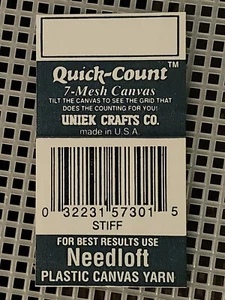 Quick-Count™
7-Mesh Canvas
TILT THE CANVAS TO SEE THE GRID THAT
DOES THE COUNTING FOR YOU!
UNIEK CRAFTS CO.
made in U.S.A.
0 32231 57301 5
STIFF
FOR BEST RESULTS USE
Needloft
PLASTIC CANVAS YARN